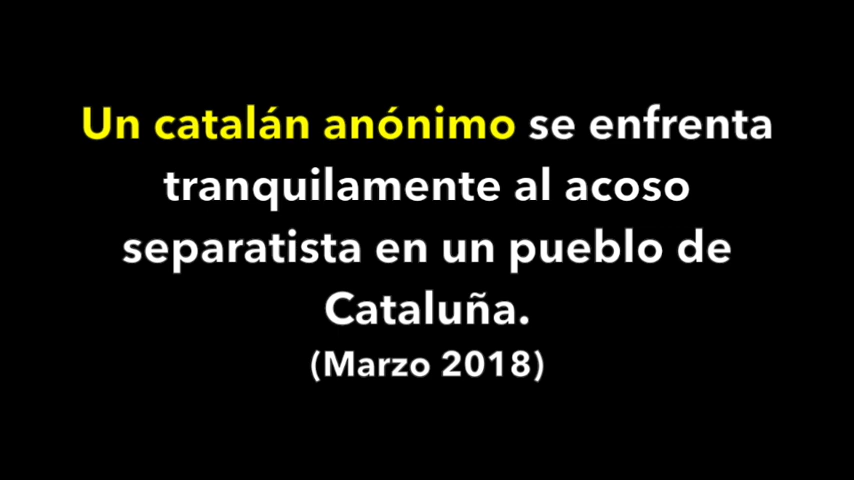 Un catalán anónimo se enfrenta
tranquilamente al acoso
separatista en un pueblo de
Cataluña.
(Marzo 2018)